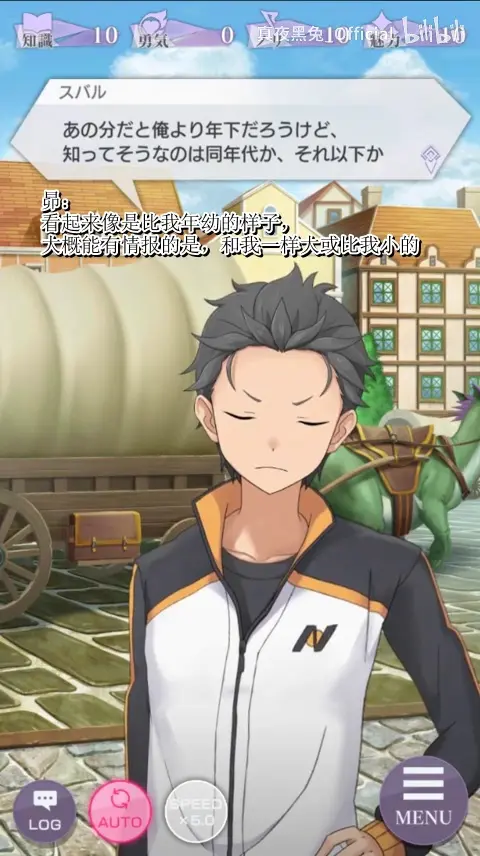 知識 10 勇気 0 10 魅力 10
真夜黑兔_Official bilibili
スバル
あの分だと俺より年下だろうけど、
知ってそうなのは同年代か、それ以下か
昴：
看起来像是比我年幼的样子，
大概能有情报的是，和我一样大或比我小的
N
LOG
AUTO
SPEED
×5.0
MENU